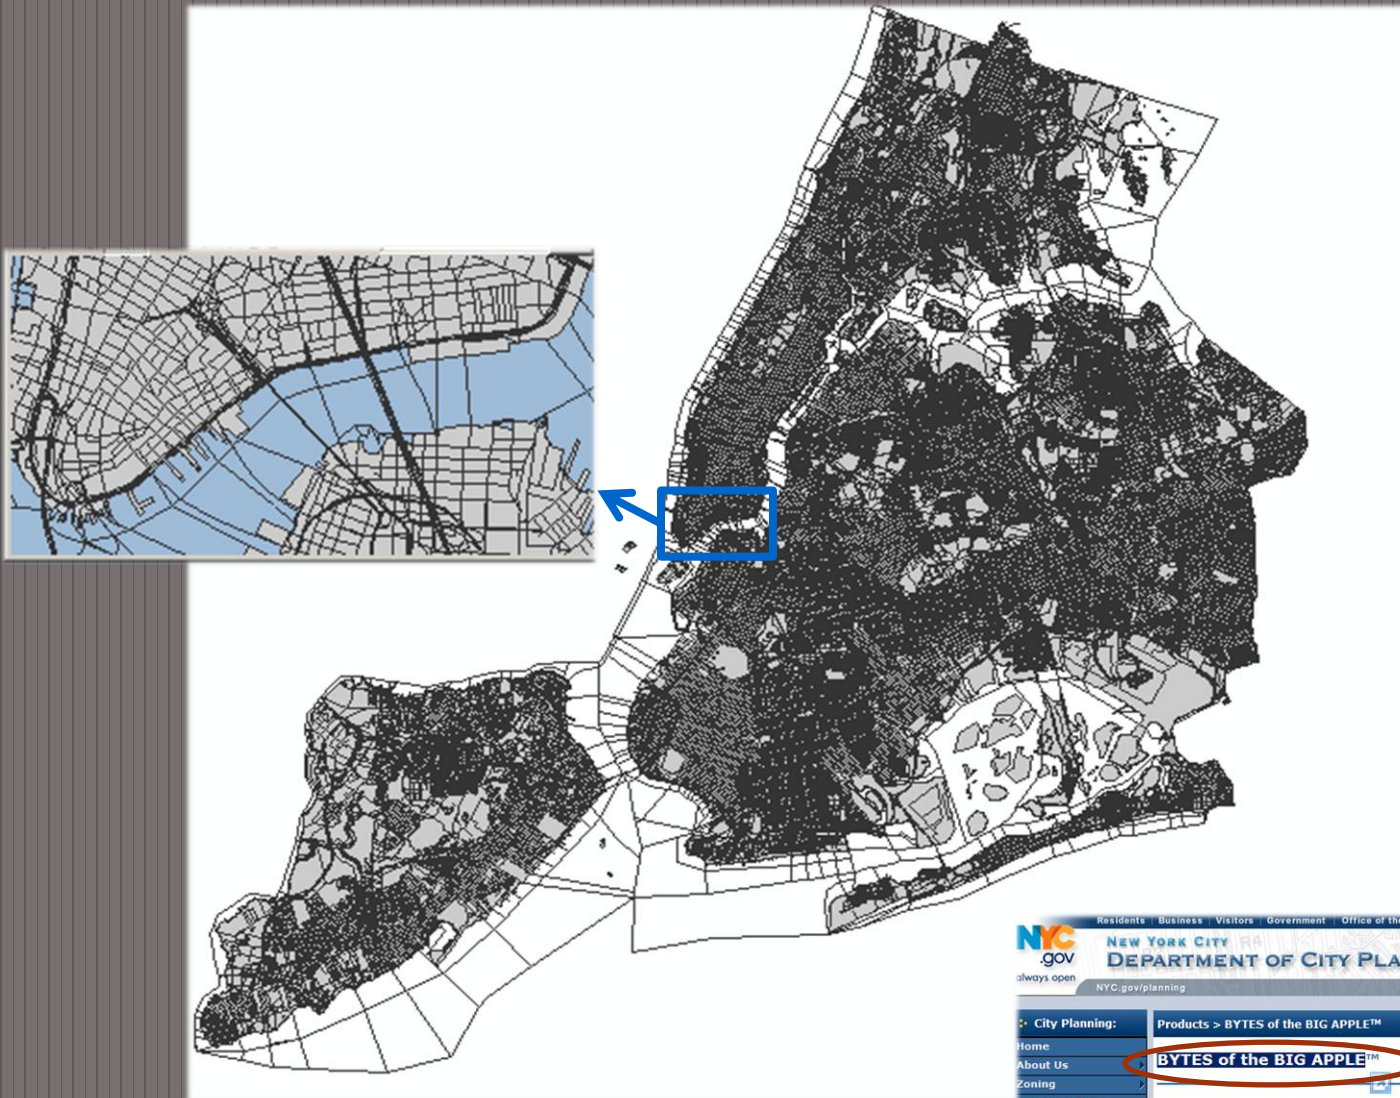 Residents Business Visitors Government Office of the
NYC
.gov
always open
NEW YORK CITY R4
DEPARTMENT OF CITY PLA
NYC.gov/planning
City Planning:
Home
About Us
Zoning
Products > BYTES of the BIG APPLE™
BYTES of the BIG APPLE™